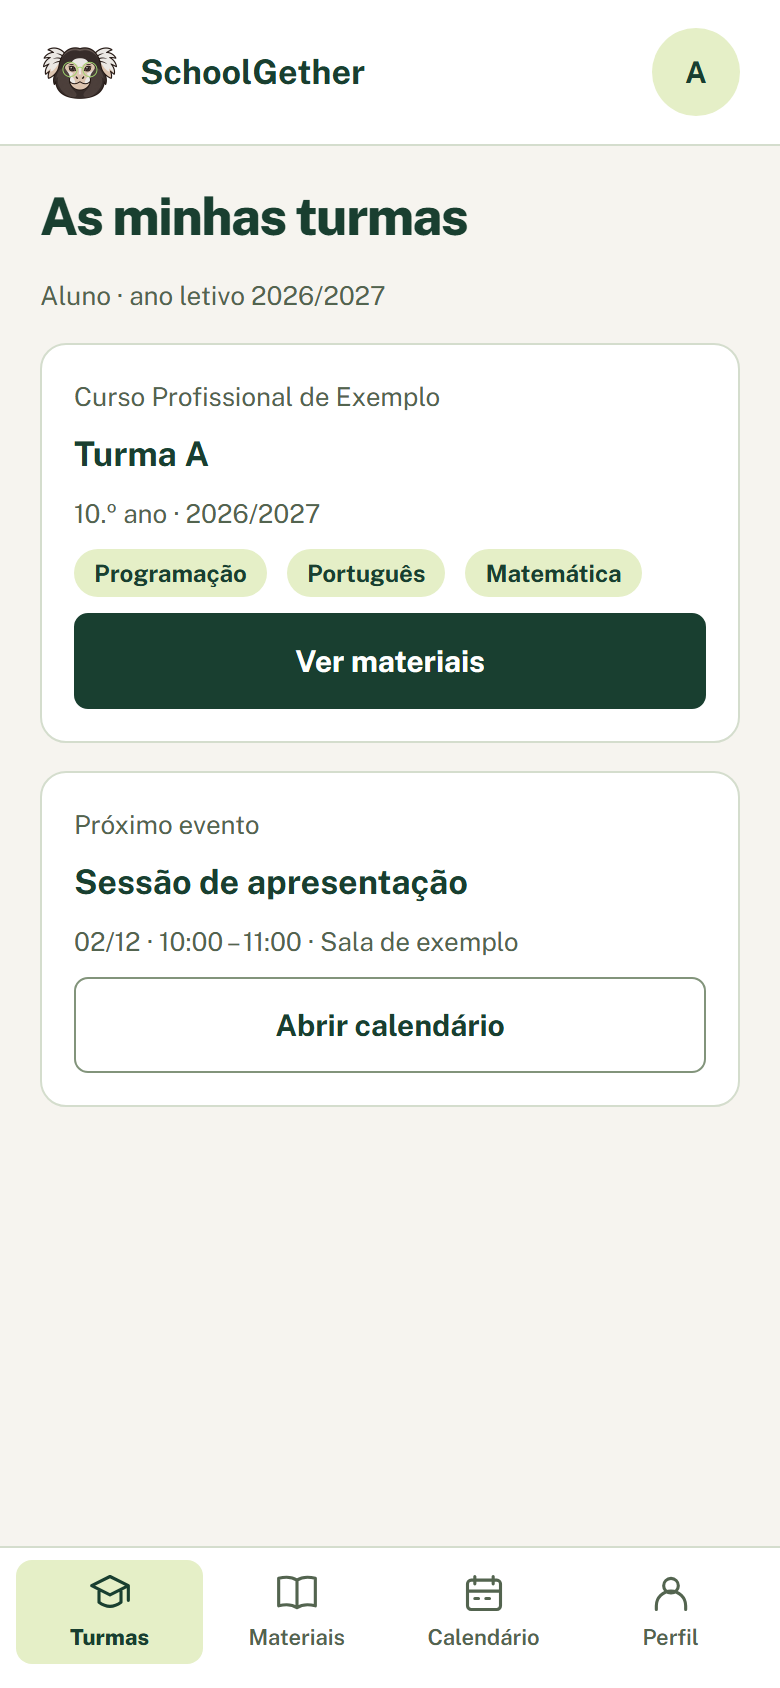 SchoolGether
A
As minhas turmas
Aluno · ano letivo 2026/2027
Curso Profissional de Exemplo
Turma A
10.º ano · 2026/2027
Programação Português Matemática
Ver materiais
Próximo evento
Sessão de apresentação
02/12 · 10:00–11:00 · Sala de exemplo
Abrir calendário
Turmas Materiais Calendário Perfil